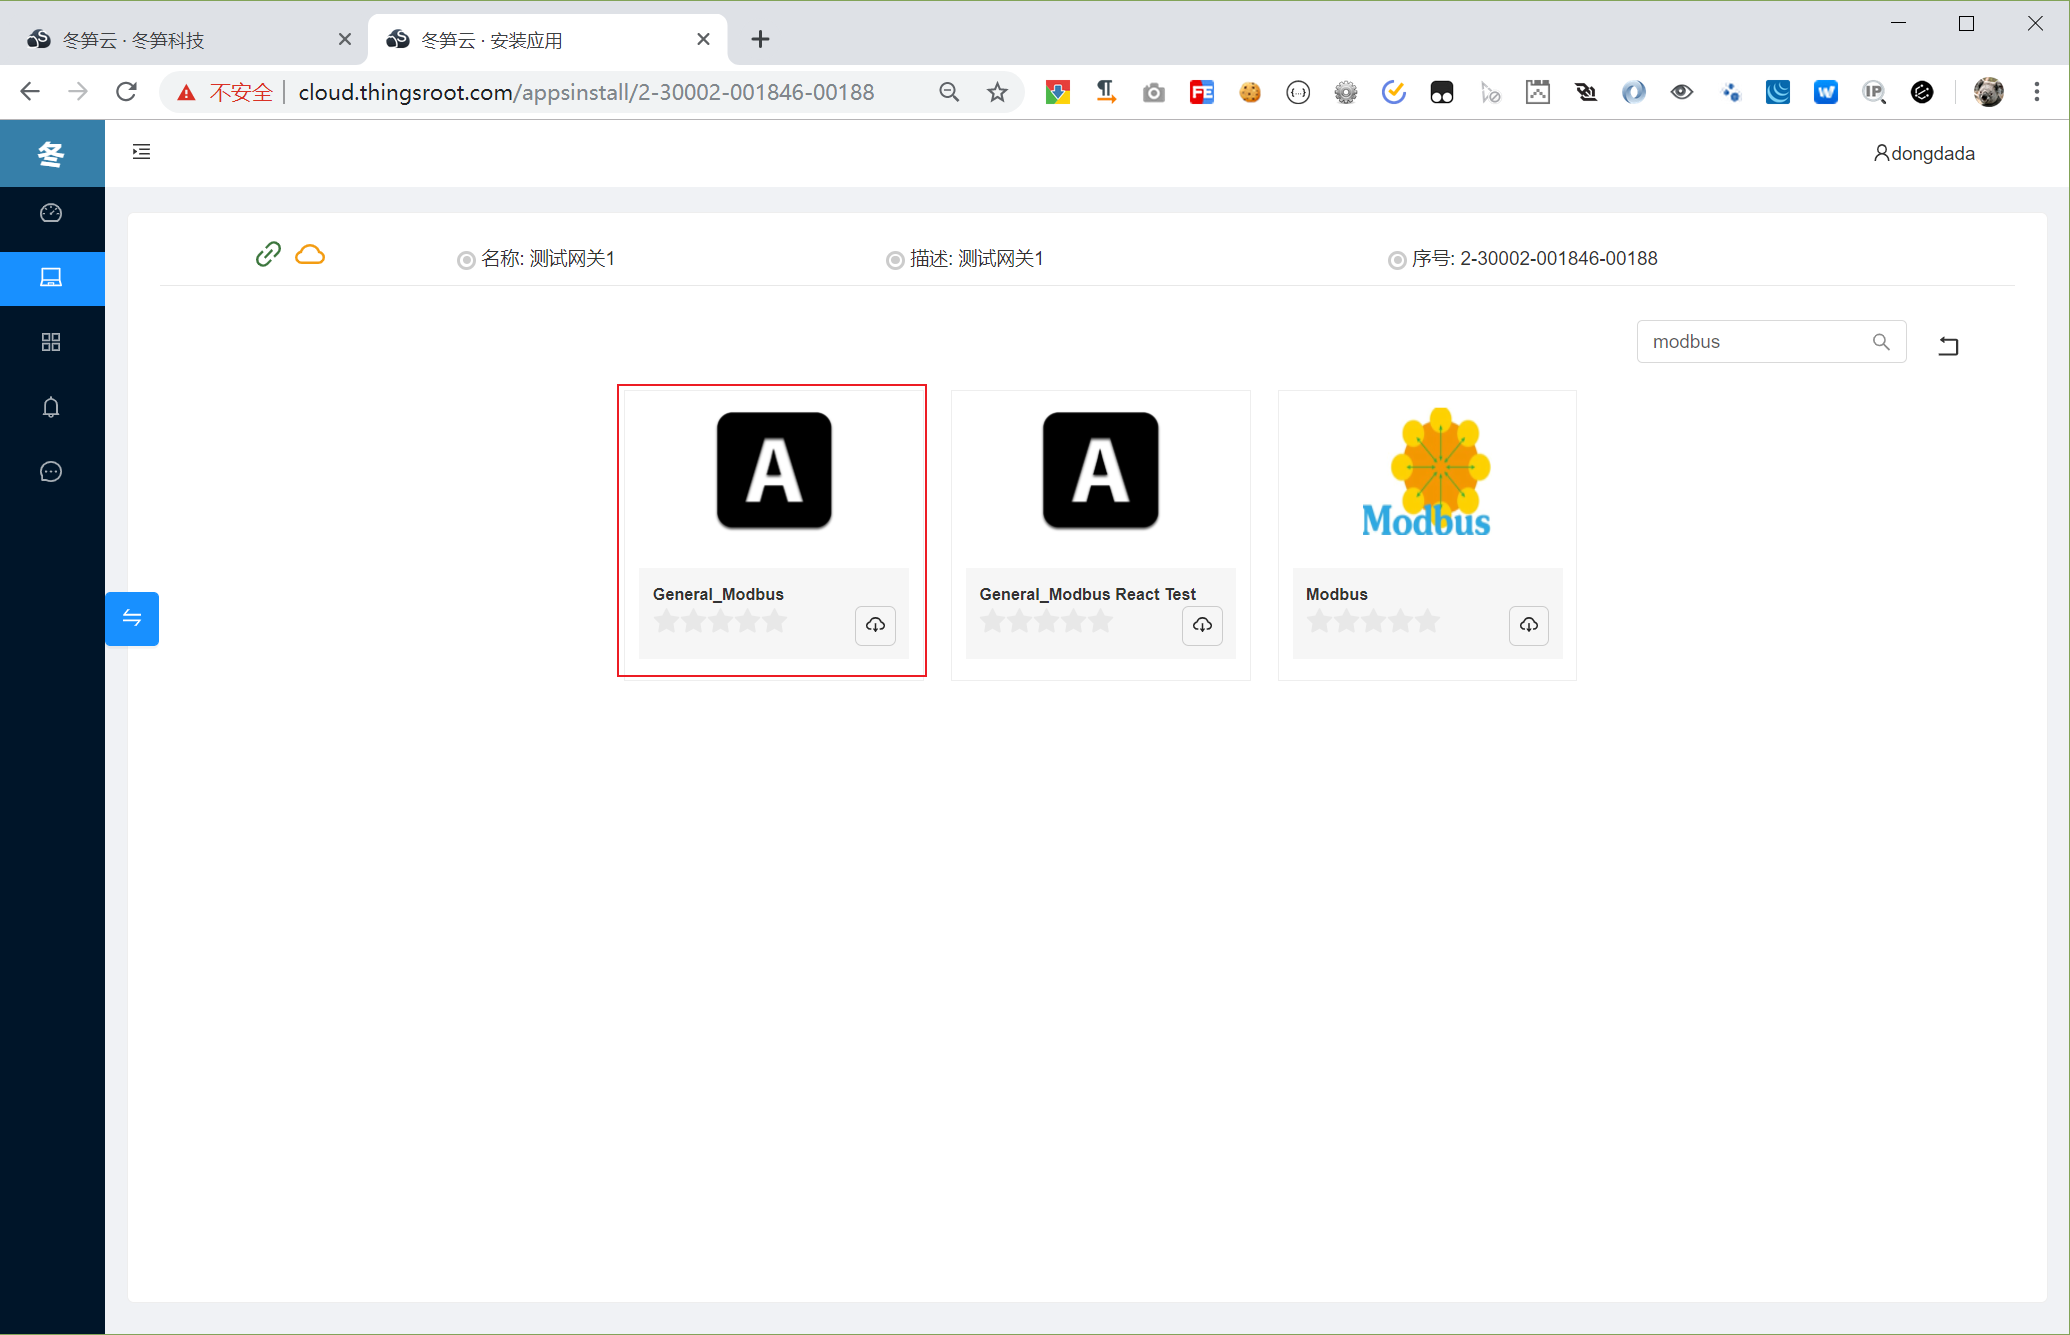 冬笋云 · 冬笋科技
冬笋云 · 安装应用
不安全
cloud.thingsroot.com/appsinstall/2-30002-001846-00188
FE
W
IP
冬
dongdada
名称: 测试网关1
描述: 测试网关1
序号: 2-30002-001846-00188
modbus
A
A
Modbus
General_Modbus
General_Modbus React Test
Modbus